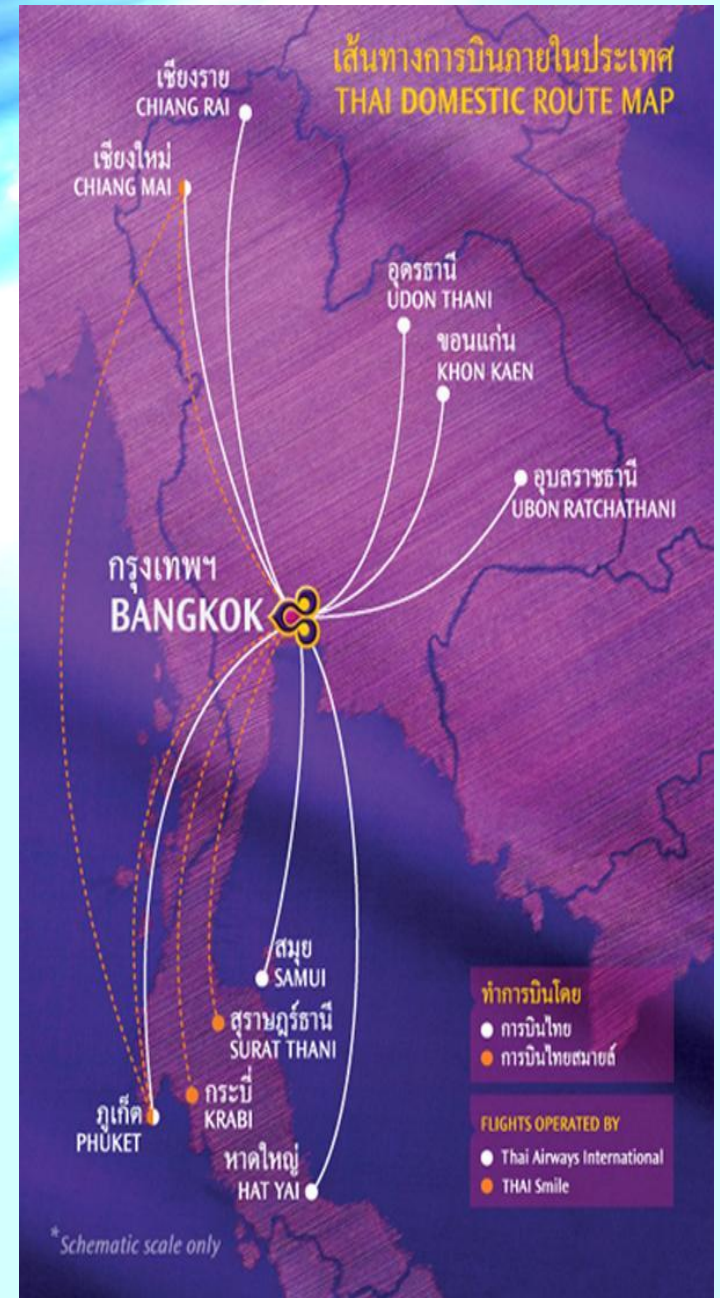 เส้นทางการบินภายในประเทศ
THAI DOMESTIC ROUTE MAP
เชียงราย
CHIANG RAI
เชียงใหม่
CHIANG MAI
อุดรธานี
UDON THANI
ขอนแก่น
KHON KAEN
อุบลราชธานี
UBON RATCHATHANI
กรุงเทพฯ
BANGKOK
สมุย
SAMUI
สุราษฎร์ธานี
SURAT THANI
กระบี่
KRABI
ภูเก็ต
PHUKET
หาดใหญ่
HAT YAI
ทำการบินโดย
การบินไทย
การบินไทยสมายล์
FLIGHTS OPERATED BY
Thai Airways International
THAI Smile
*Schematic scale only